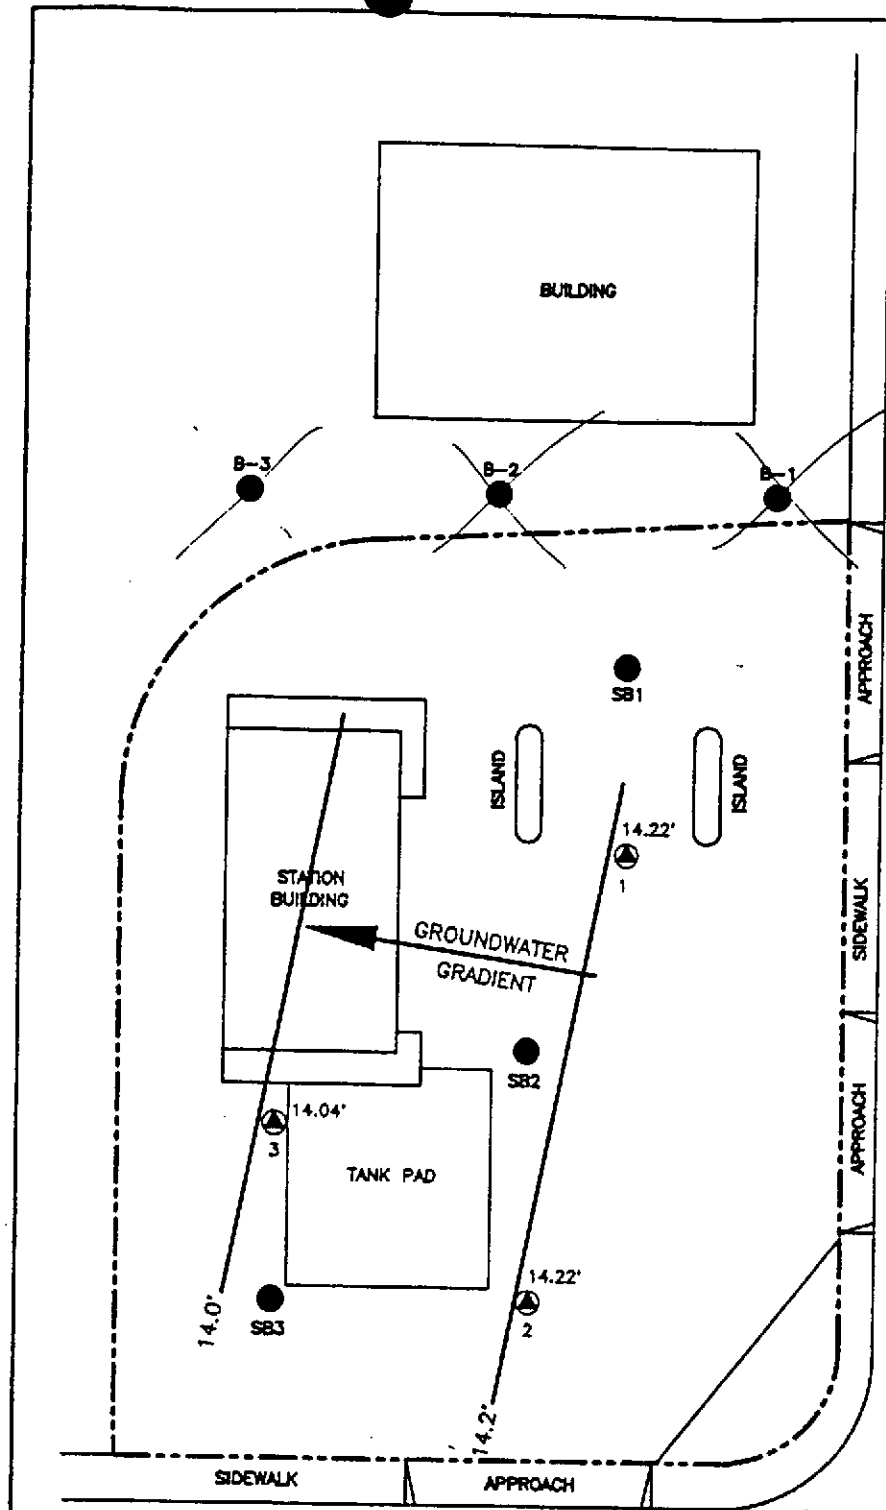 BUILDING
B-3
B-2
B-1
SB1
APPROACH
ISLAND
ISLAND
14.22'
1
STATION
BUILDING
SIDEWALK
GROUNDWATER
GRADIENT
SB2
14.04'
3
TANK PAD
APPROACH
14.22'
2
14.0'
SB3
14.2'
SIDEWALK
APPROACH